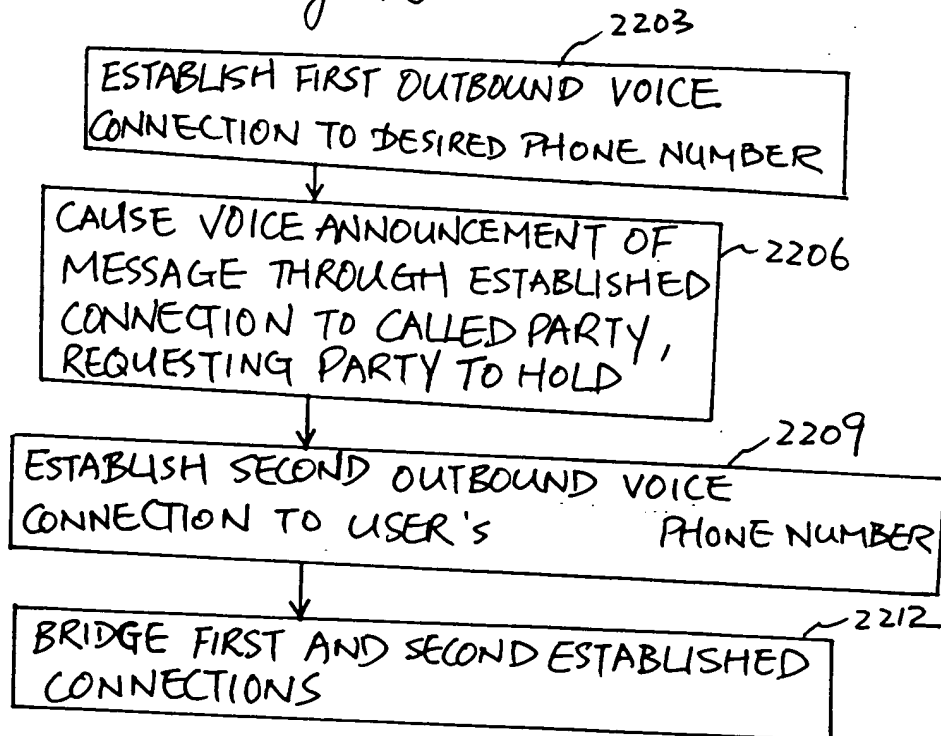 2203
ESTABLISH FIRST OUTBOUND VOICE
CONNECTION TO DESIRED PHONE NUMBER
CAUSE VOICE ANNOUNCEMENT OF
MESSAGE THROUGH ESTABLISHED
CONNECTION TO CALLED PARTY,
REQUESTING PARTY TO HOLD
2206
2209
ESTABLISH SECOND OUTBOUND VOICE
CONNECTION TO USER'S PHONE NUMBER
2212
BRIDGE FIRST AND SECOND ESTABLISHED
CONNECTIONS